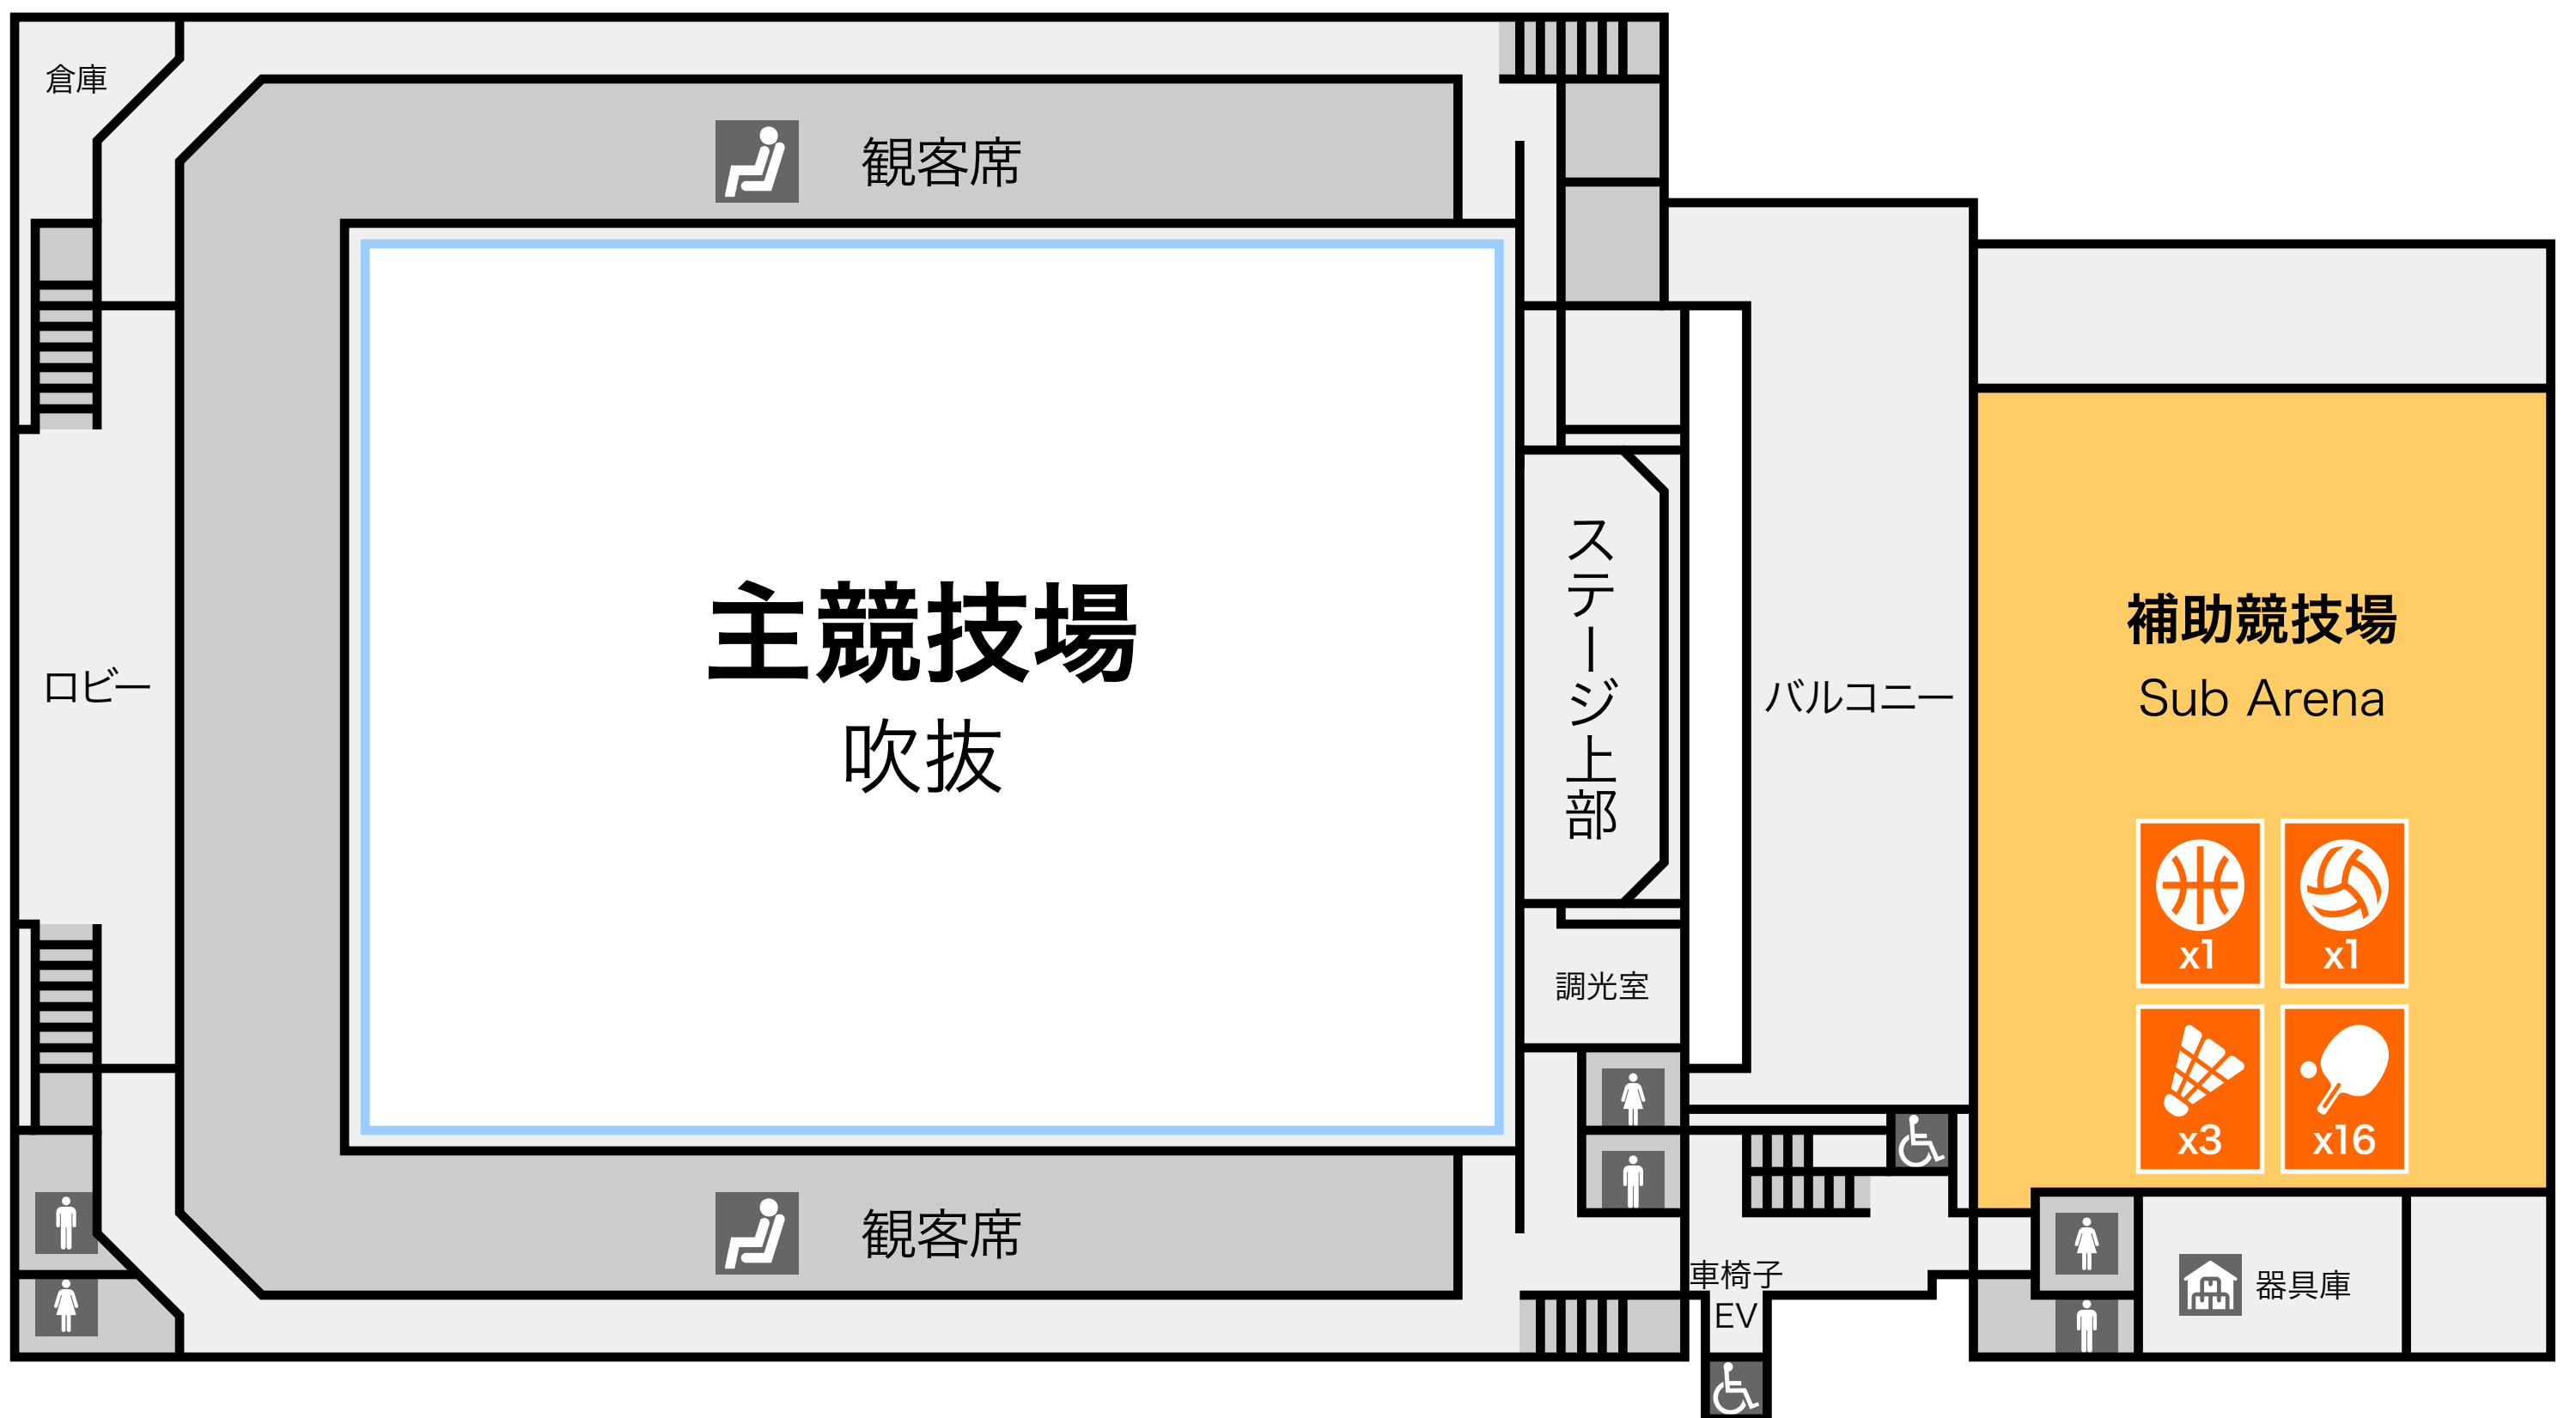 倉庫
観客席
主競技場
吹抜
ロビー
ステージ上部
バルコニー
補助競技場
Sub Arena
x1
x1
x3
x16
調光室
観客席
車椅子
EV
器具庫